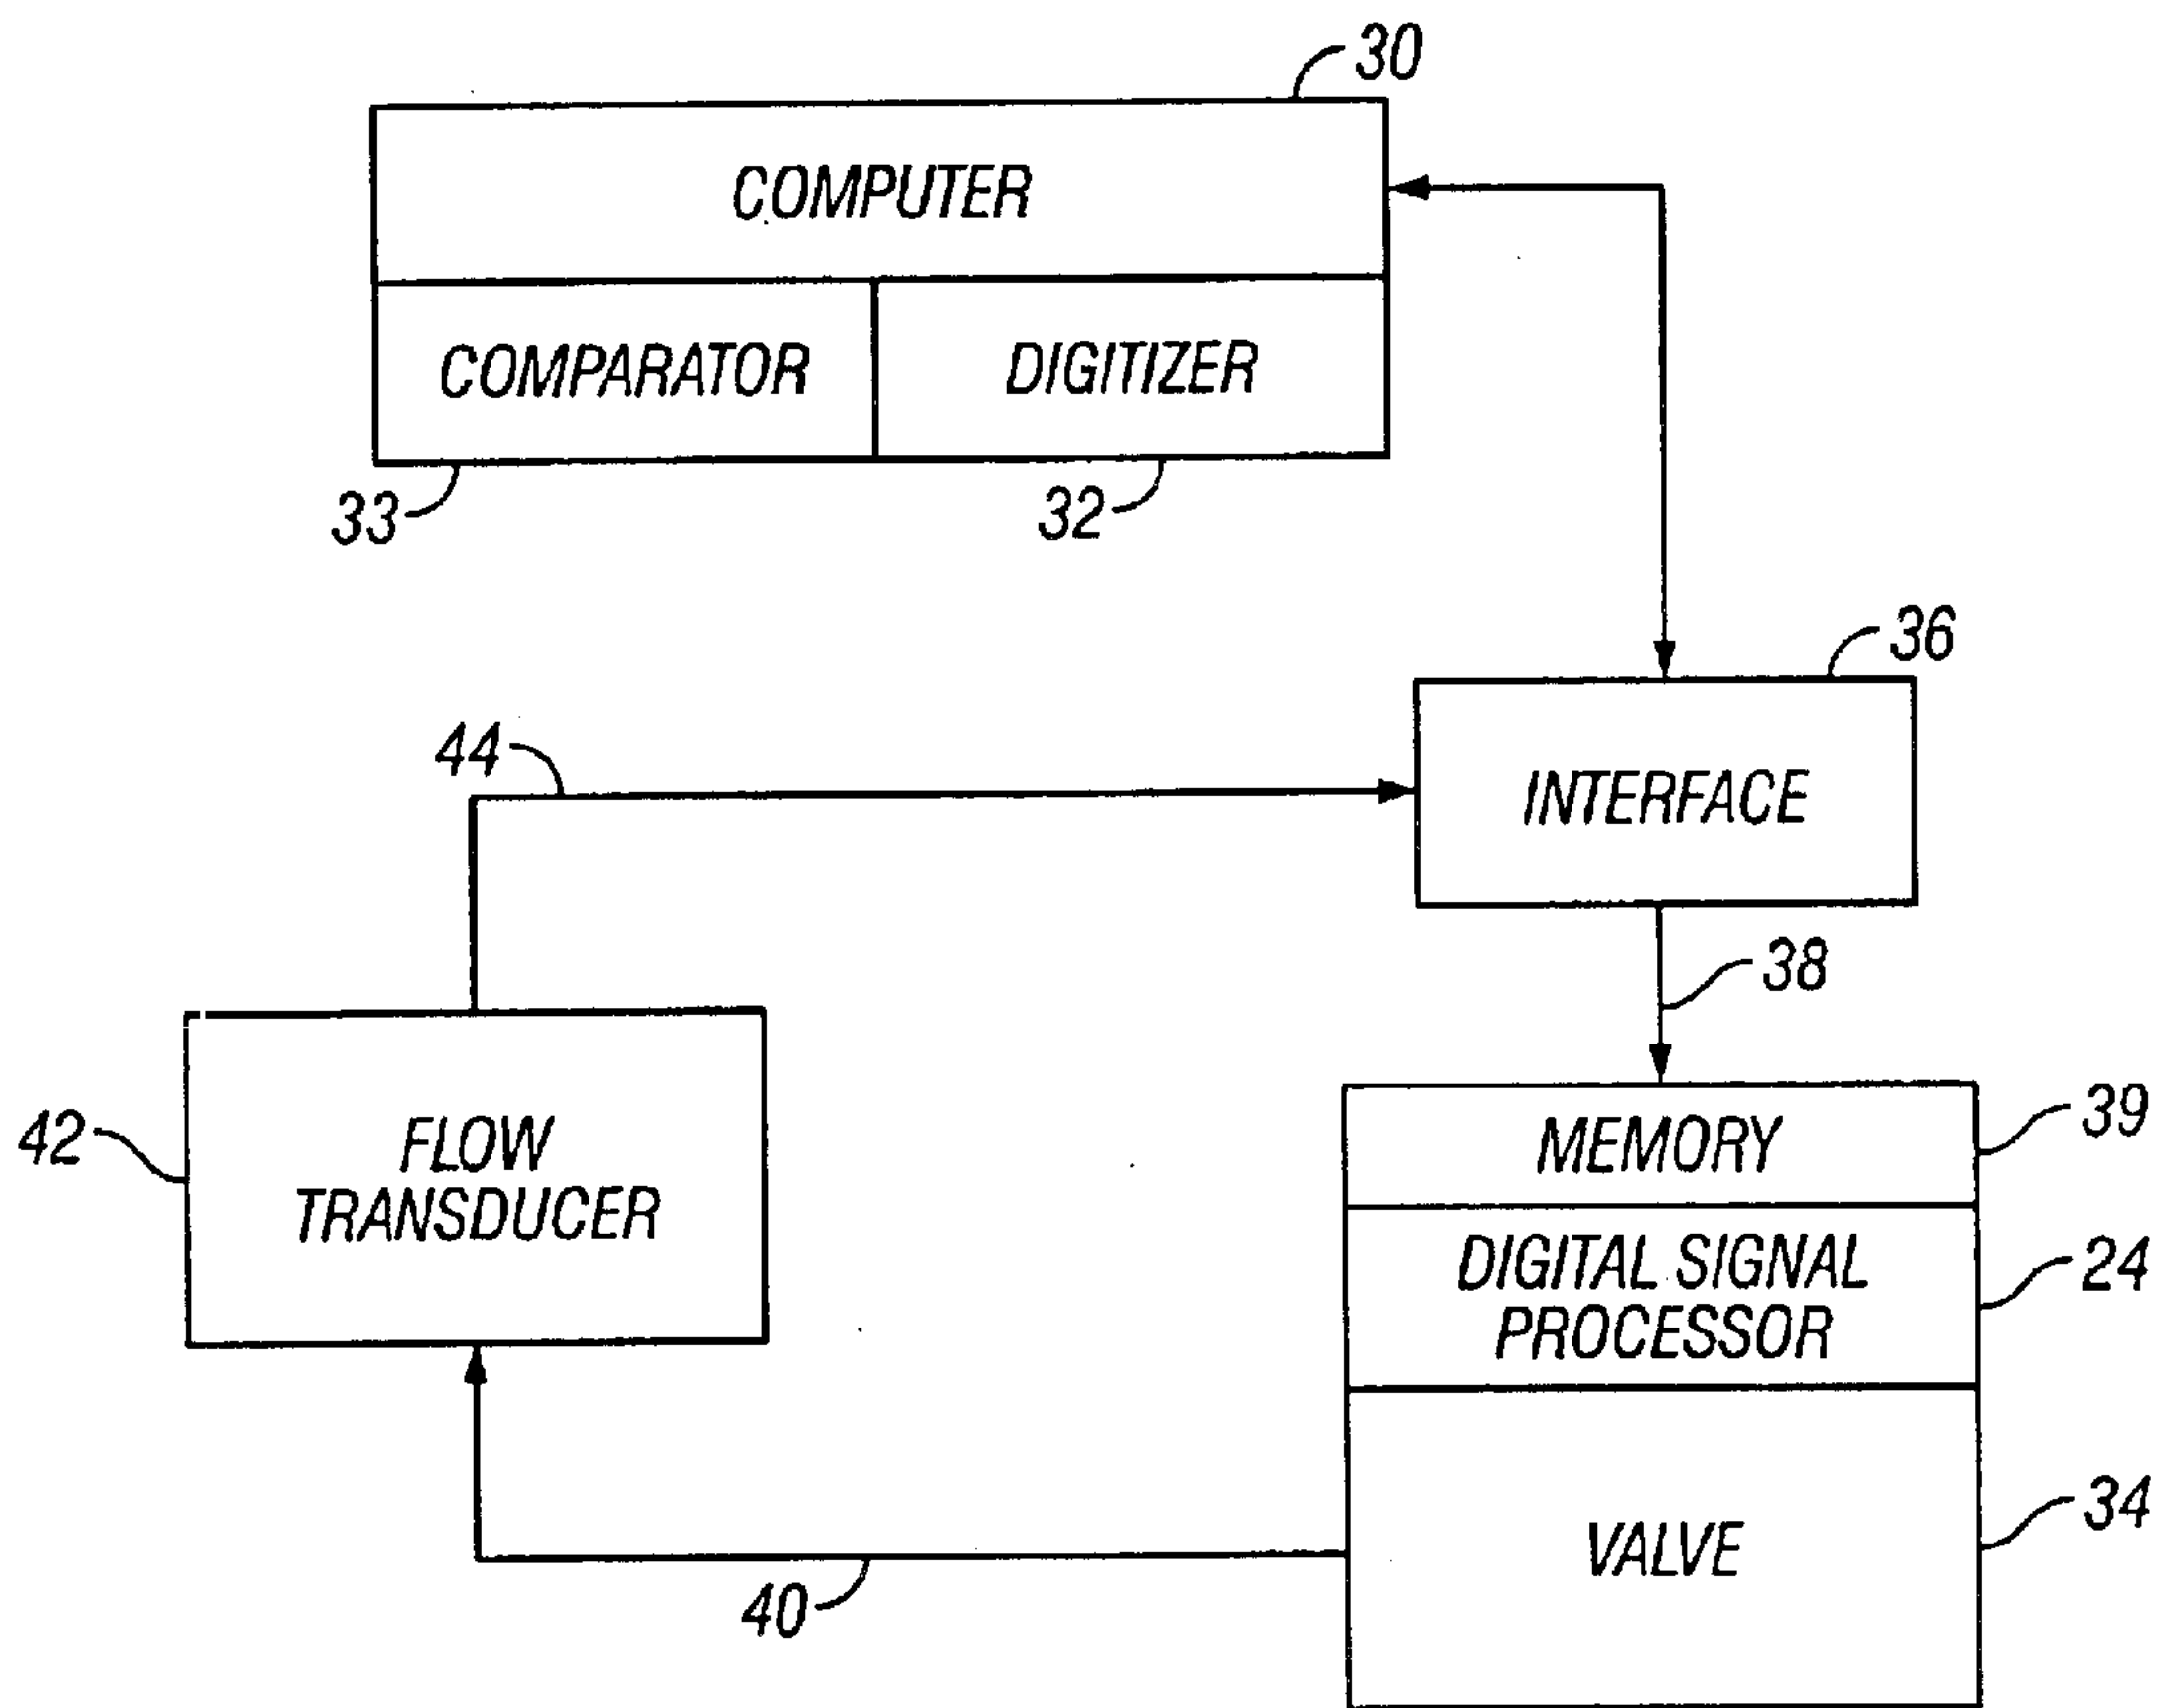 30
COMPUTER
COMPARATOR
DIGITIZER
33
32
36
44
INTERFACE
38
42
FLOW
TRANSDUCER
MEMORY
39
DIGITAL SIGNAL
PROCESSOR
24
VALVE
34
40